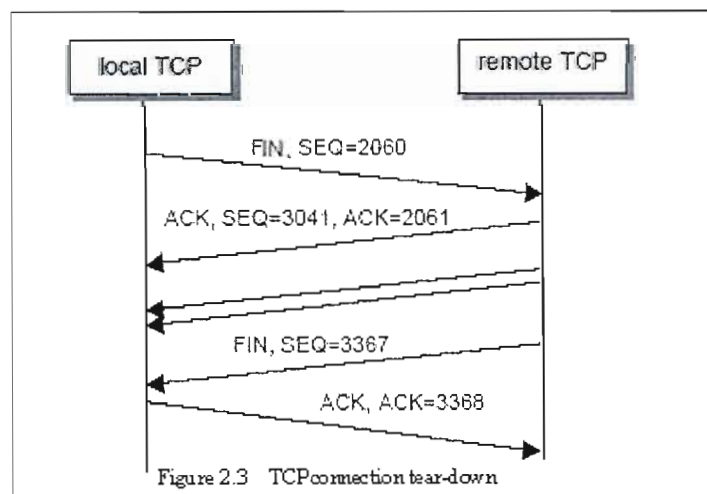 local TCP
remote TCP
FIN, SEQ=2060
ACK, SEQ=3041, ACK=2061
FIN, SEQ=3367
ACK, ACK=3368
Figure 2.3 TCPconnection tear-down